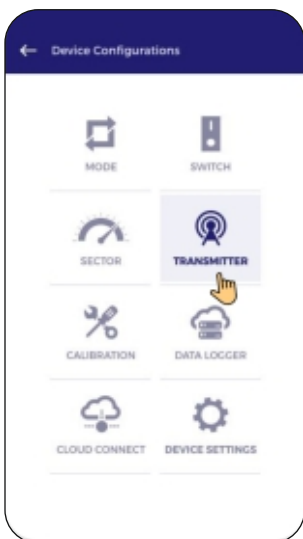 Device Configurations
MODE
SWITCH
SECTOR
TRANSMITTER
CALIBRATION
DATA LOGGER
CLOUD CONNECT
DEVICE SETTINGS